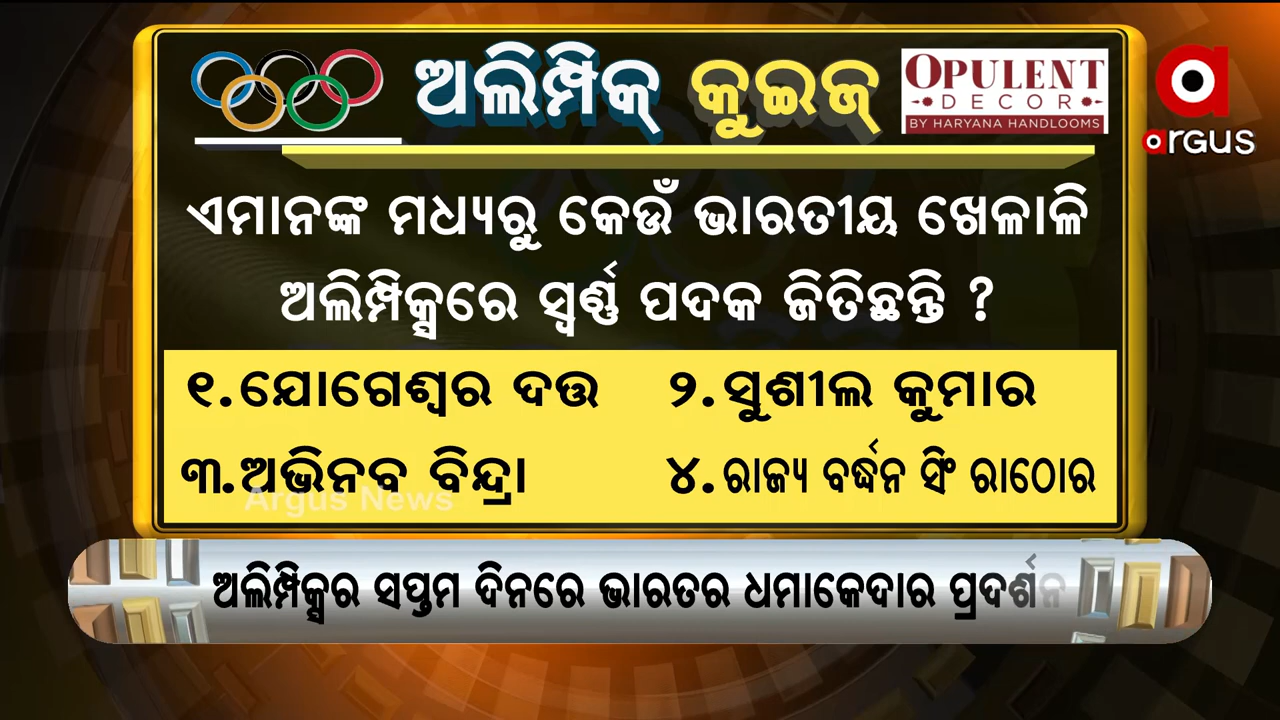 ଅଲିମ୍ପିକ୍ କୁଇଜ୍
OPULENT
DECOR
BY HARYANA HANDLOOMS
argus
ଏମାନଙ୍କ ମଧ୍ୟରୁ କେଉଁ ଭାରତୀୟ ଖେଳାଳି
ଅଲିମ୍ପିକ୍ସରେ ସ୍ୱର୍ଣ୍ଣ ପଦକ ଜିତିଛନ୍ତି ?
୧.ଯୋଗେଶ୍ୱର ଦତ୍ତ ୨.ସୁଶୀଲ କୁମାର
୩.ଅଭିନବ ବିନ୍ଦ୍ରା ୪.ରାଜ୍ୟ ବର୍ଦ୍ଧନ ସିଂ ରାଠୋର
Argus News
ଅଲିମ୍ପିକ୍ସର ସପ୍ତମ ଦିନରେ ଭାରତର ଧମାକେଦାର ପ୍ରଦର୍ଶନ